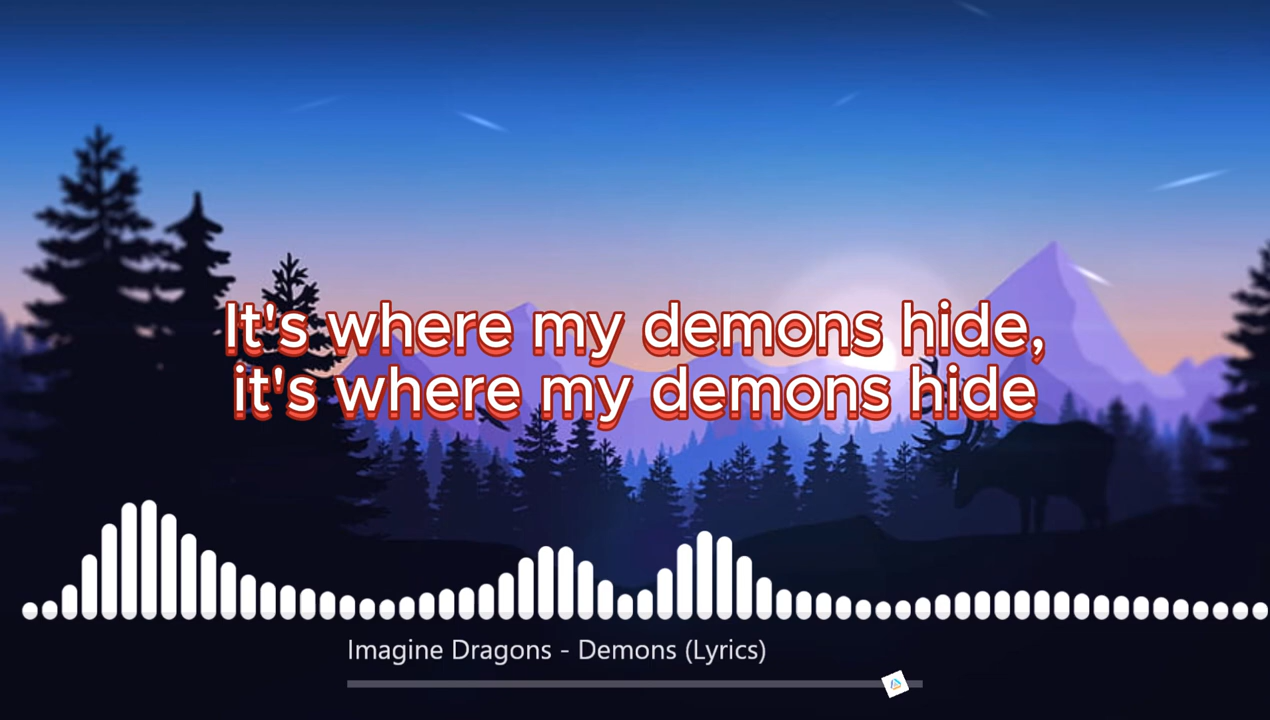 It's where my demons hide,
it's where my demons hide
Imagine Dragons - Demons (Lyrics)